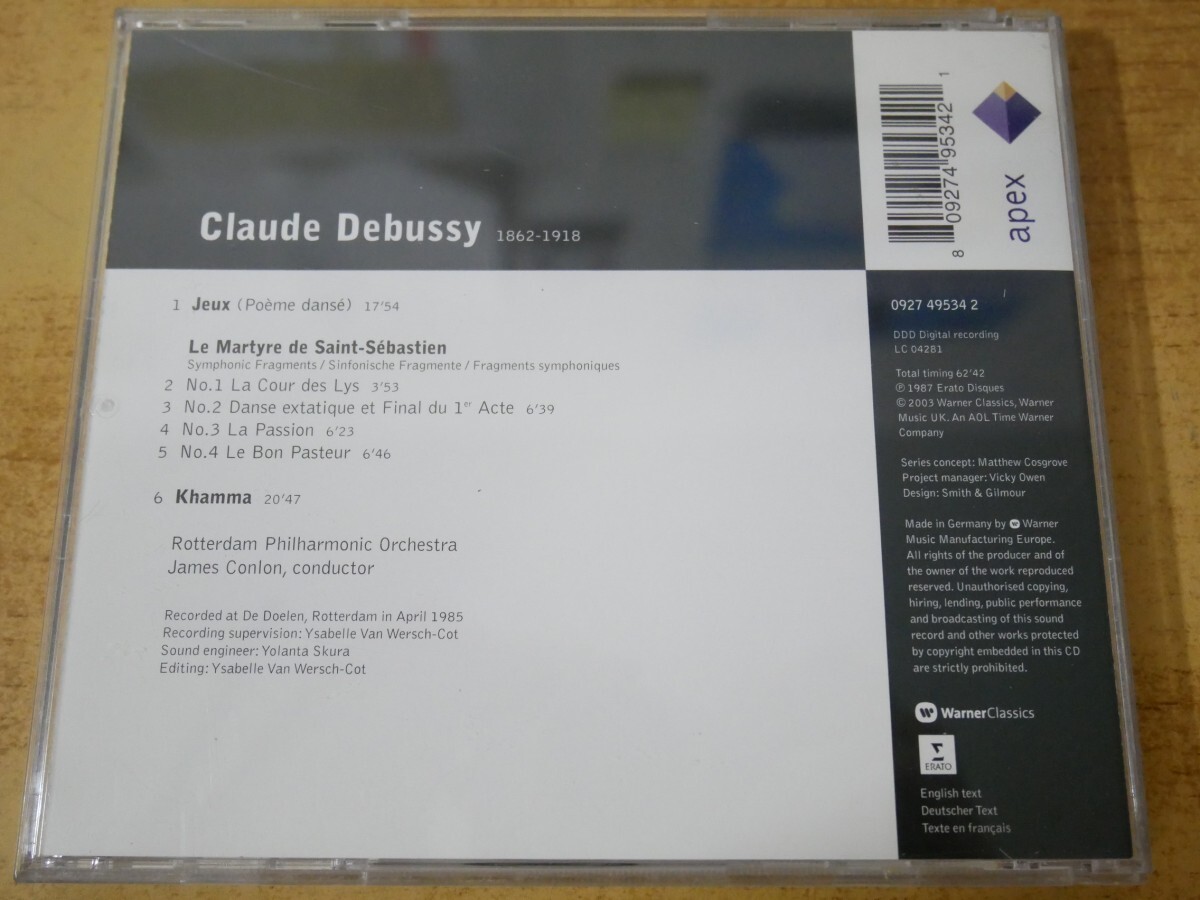 Claude Debussy 1862-1918
1 Jeux (Poème dansé) 17'54
Le Martyre de Saint-Sébastien
Symphonic Fragments / Sinfonische Fragmente / Fragments symphoniques
2 No.1 La Cour des Lys 3'53
3 No.2 Danse extatique et Final du 1er Acte 6'39
4 No.3 La Passion 6'23
5 No.4 Le Bon Pasteur 6'46
6 Khamma 20'47
Rotterdam Philharmonic Orchestra
James Conlon, conductor
Recorded at De Doelen, Rotterdam in April 1985
Recording supervision: Ysabelle Van Wersch-Cot
Sound engineer: Yolanta Skura
Editing: Ysabelle Van Wersch-Cot
8 09274 95342 1
apex
0927 49534 2
DDD Digital recording
LC 04281
Total timing 62'42
℗ 1987 Erato Disques
© 2003 Warner Classics, Warner
Music UK. An AOL Time Warner
Company
Series concept: Matthew Cosgrove
Project manager: Vicky Owen
Design: Smith & Gilmour
Made in Germany by Warner
Music Manufacturing Europe.
All rights of the producer and of
the owner of the work reproduced
reserved. Unauthorised copying,
hiring, lending, public performance
and broadcasting of this sound
record and other works protected
by copyright embedded in this CD
are strictly prohibited.
WarnerClassics
ERATO
English text
Deutscher Text
Texte en français